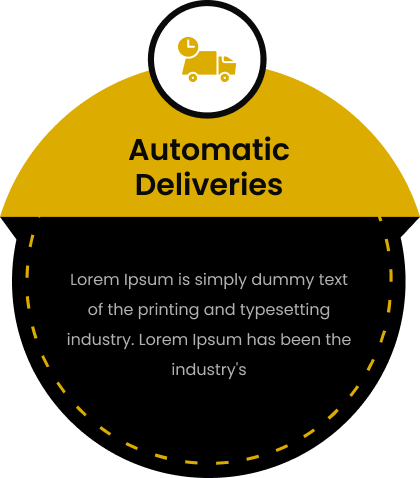 Automatic
Deliveries
Lorem Ipsum is simply dummy text
of the printing and typesetting
industry. Lorem Ipsum has been the
industry's